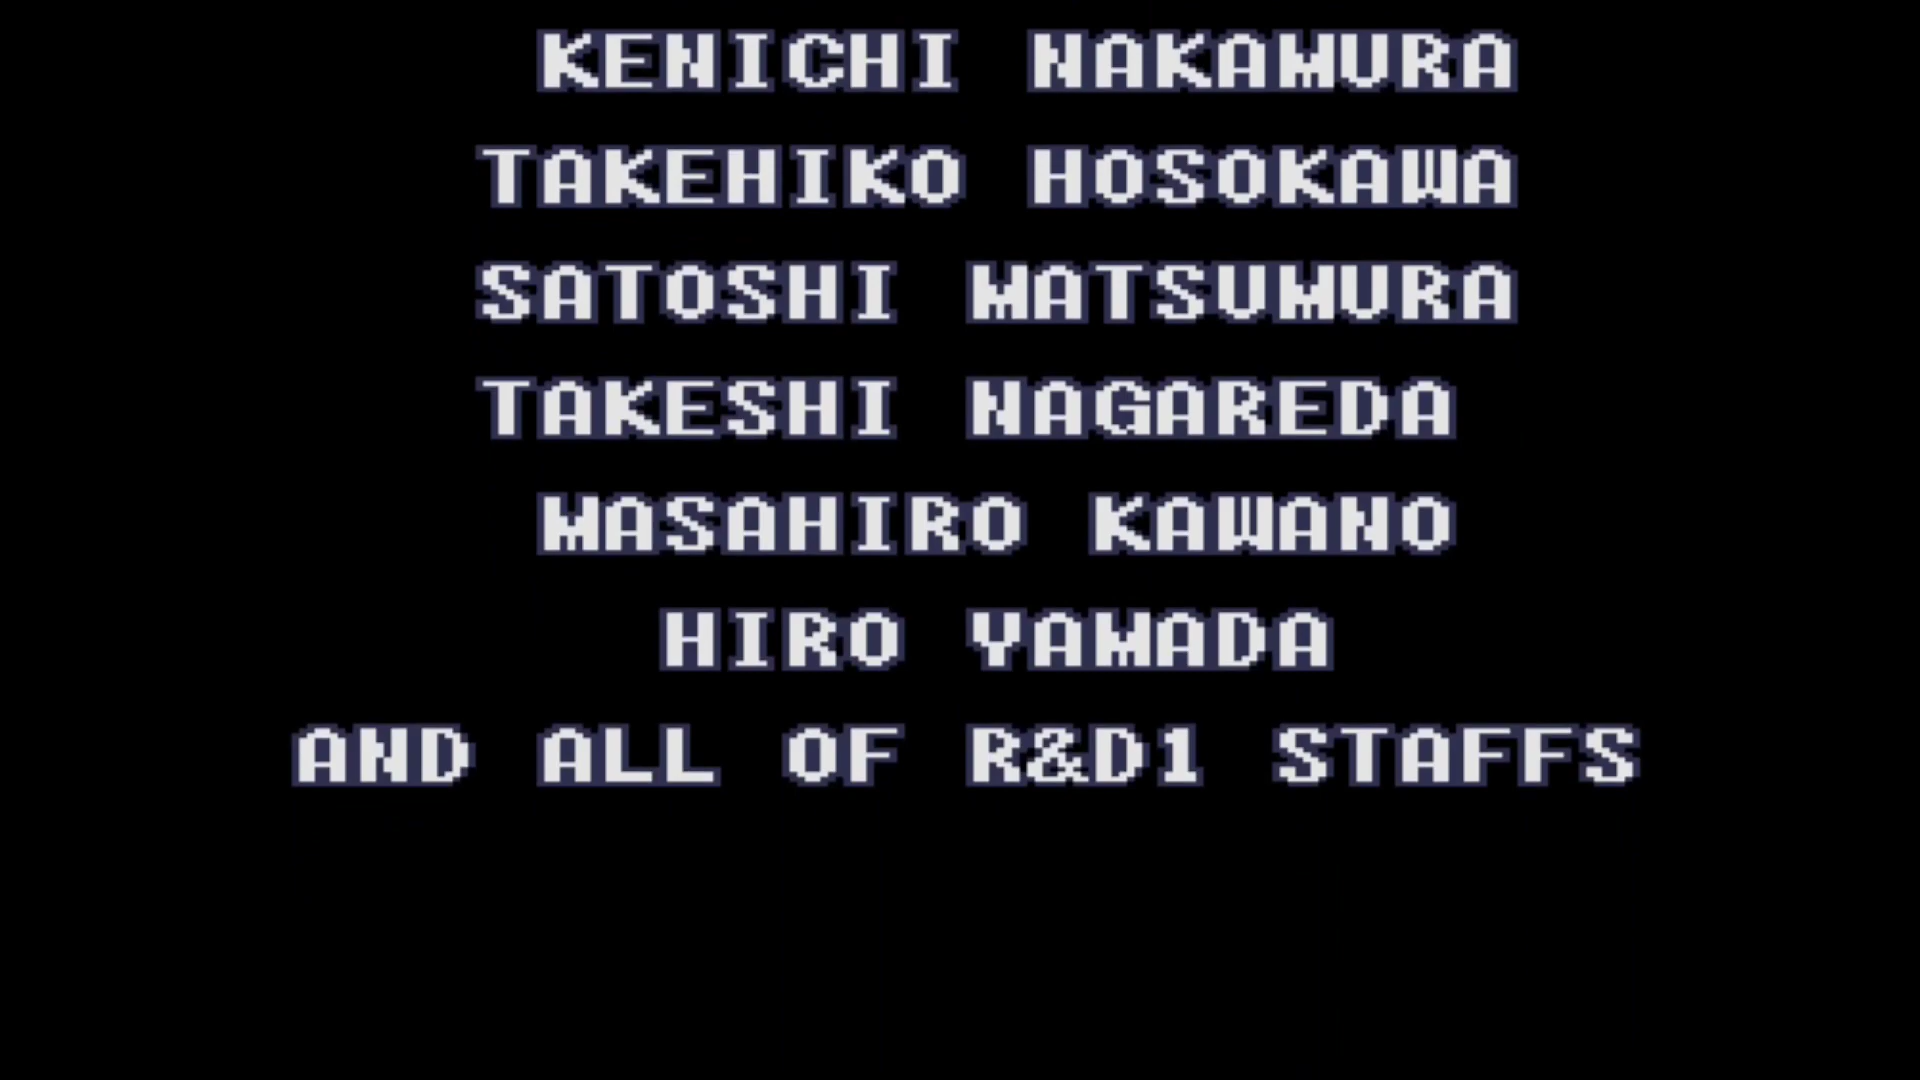 KENICHI NAKAMURA
TAKEHIKO HOSOKAWA
SATOSHI MATSUMURA
TAKESHI NAGAREDA
MASAHIRO KAWANO
HIRO YAMADA
AND ALL OF R&D1 STAFFS